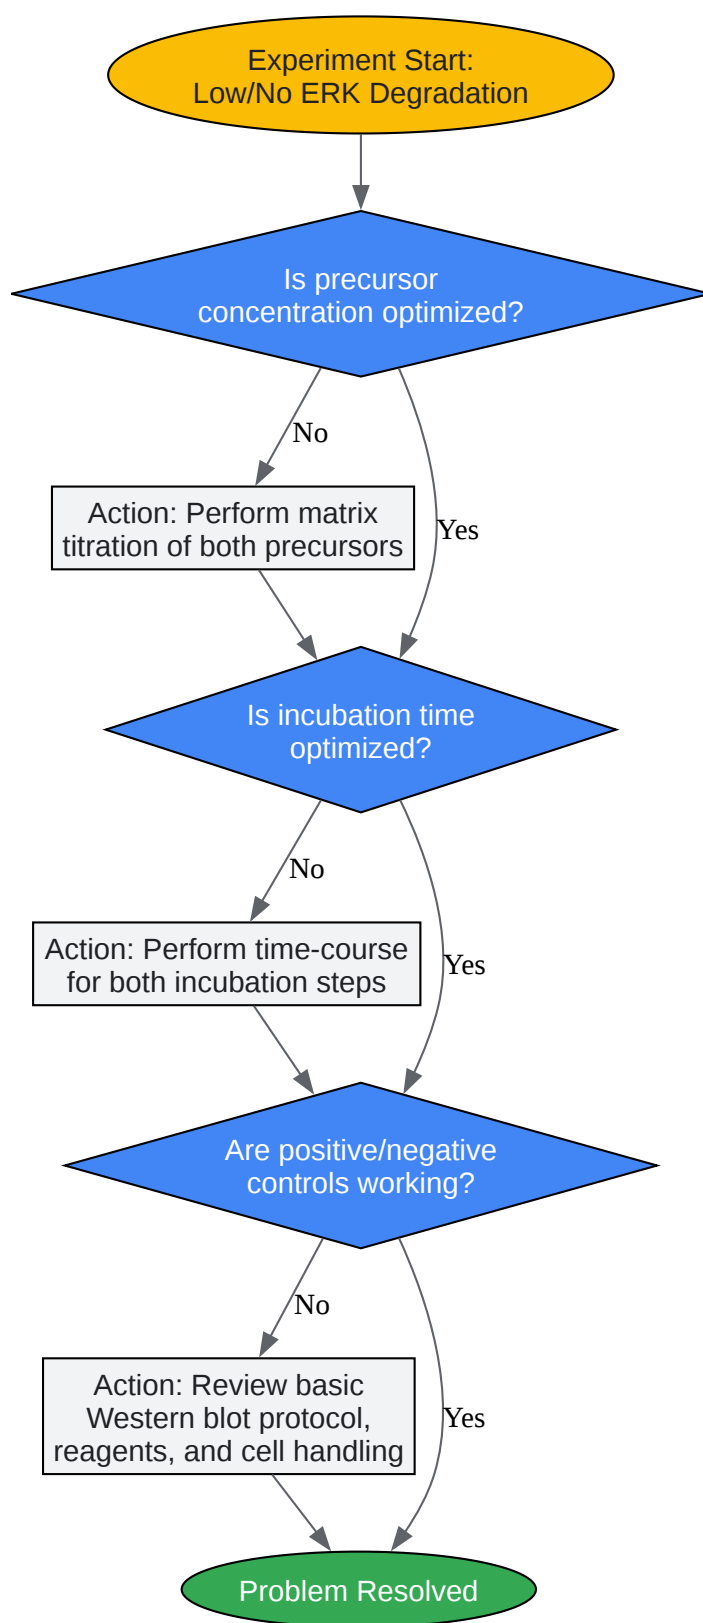 Experiment Start:
Low/No ERK Degradation
Is precursor
concentration optimized?
No
Action: Perform matrix
titration of both precursors
Yes
Is incubation time
optimized?
No
Action: Perform time-course
for both incubation steps
Yes
Are positive/negative
controls working?
No
Action: Review basic
Western blot protocol,
reagents, and cell handling
Yes
Problem Resolved